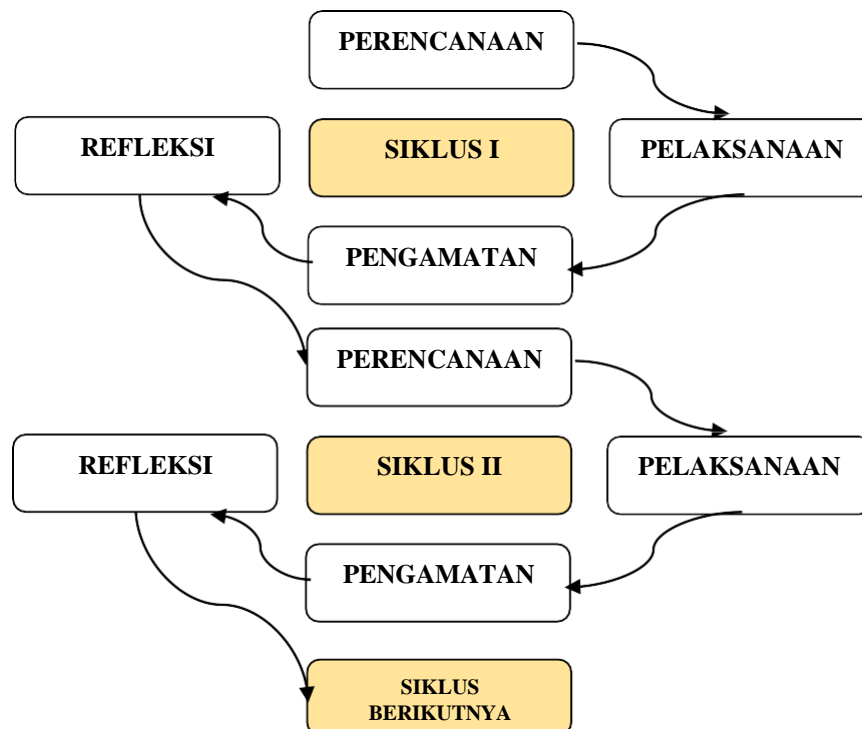 PERENCANAAN
REFLEKSI
SIKLUS I
PELAKSANAAN
PENGAMATAN
PERENCANAAN
REFLEKSI
SIKLUS II
PELAKSANAAN
PENGAMATAN
SIKLUS
BERIKUTNYA